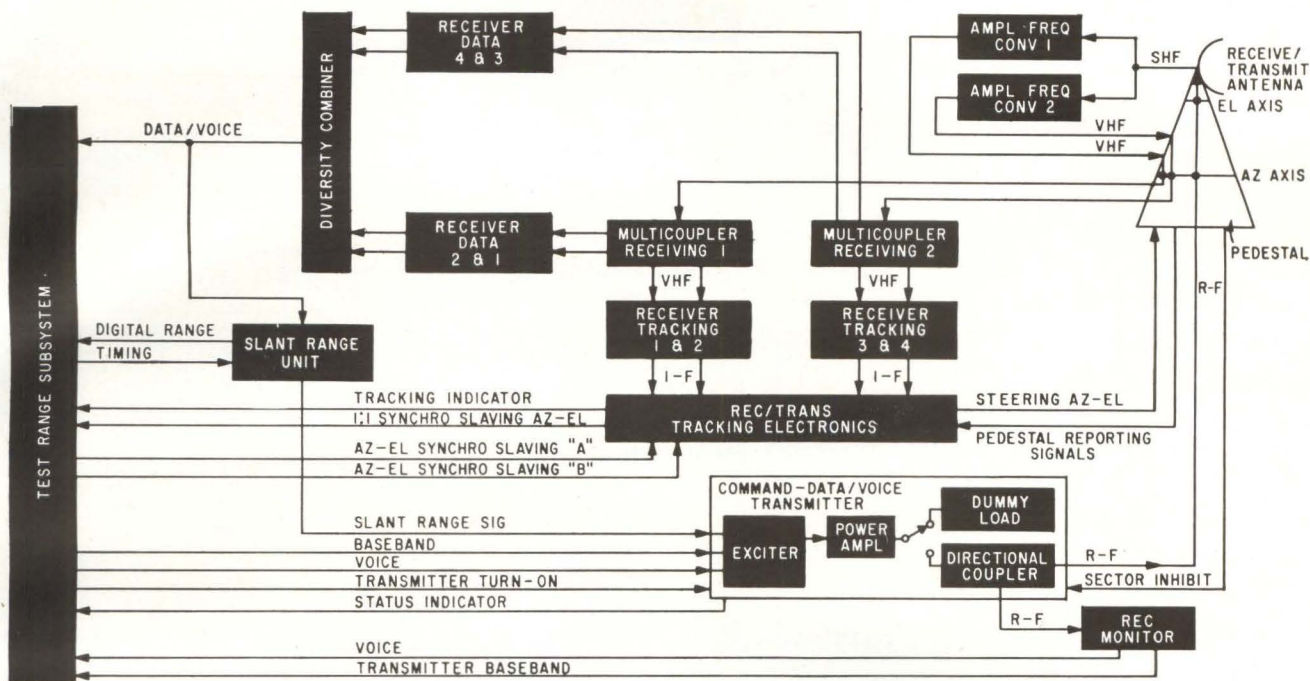 RECEIVER
DATA
4 & 3
AMPL FREQ
CONV 1
SHF
RECEIVE/
TRANSMIT
ANTENNA
EL AXIS
AMPL FREQ
CONV 2
VHF
VHF
AZ AXIS
PEDESTAL
DATA/VOICE
DIVERSITY COMBINER
RECEIVER
DATA
2 & 1
MULTICOUPLER
RECEIVING 1
MULTICOUPLER
RECEIVING 2
R-F
VHF
VHF
TEST RANGE SUBSYSTEM
DIGITAL RANGE
TIMING
SLANT RANGE
UNIT
RECEIVER
TRACKING
1 & 2
RECEIVER
TRACKING
3 & 4
I-F
I-F
TRACKING INDICATOR
SYNCHRO SLAVING AZ-EL
REC/TRANS
TRACKING ELECTRONICS
STEERING AZ-EL
PEDESTAL REPORTING
SIGNALS
AZ-EL SYNCHRO SLAVING "A"
AZ-EL SYNCHRO SLAVING "B"
COMMAND-DATA/VOICE
TRANSMITTER
DUMMY
LOAD
SLANT RANGE SIG
BASEBAND
VOICE
TRANSMITTER TURN-ON
STATUS INDICATOR
EXCITER
POWER
AMPL
DIRECTIONAL
COUPLER
R-F
SECTOR INHIBIT
R-F
REC
MONITOR
VOICE
TRANSMITTER BASEBAND